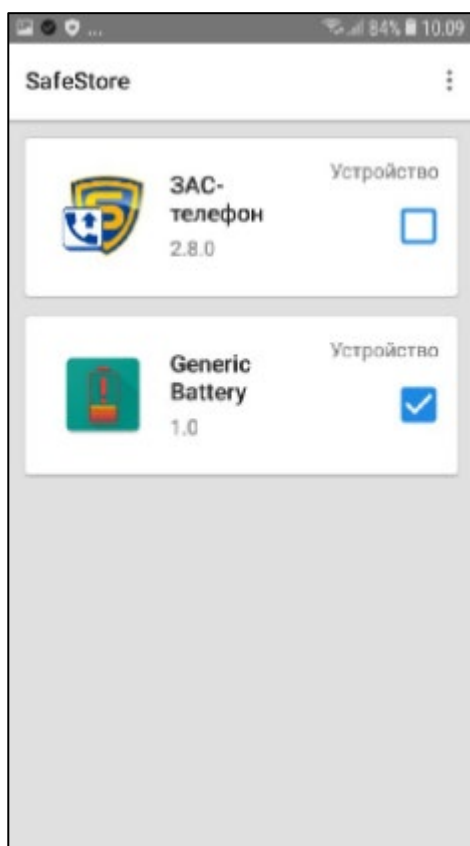 ... 84% 10.09
SafeStore
Устройство
ЗАС-
телефон
2.8.0
Устройство
Generic
Battery
1.0